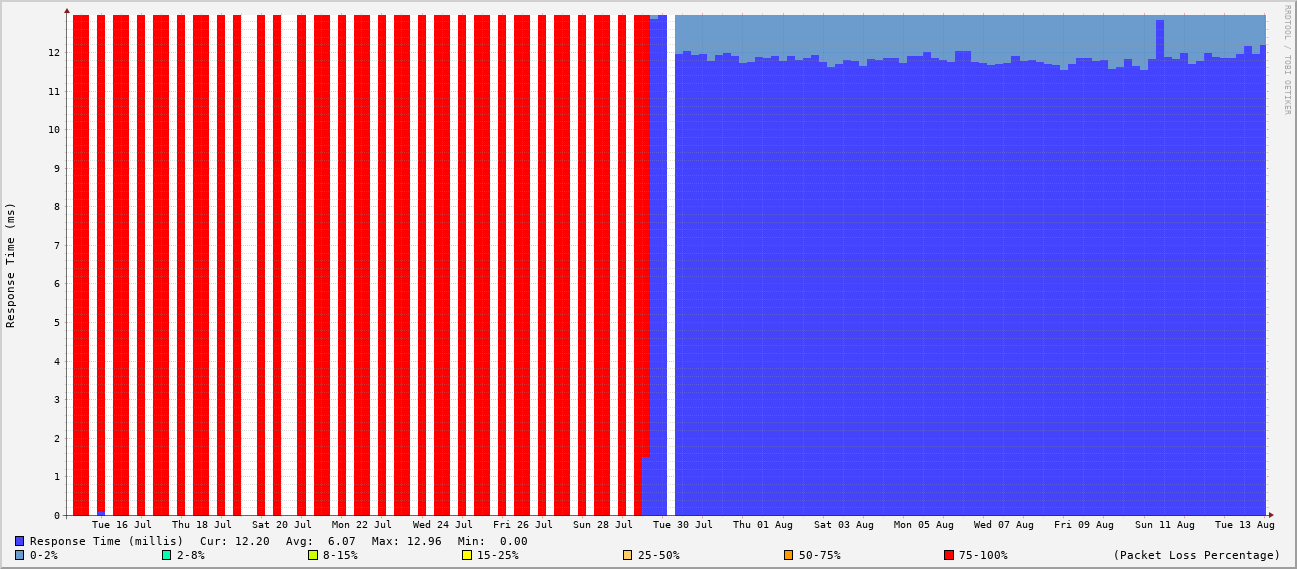 RRDTOOL / TOBI OETIKER
Response Time (ms)
12
11
10
9
8
7
6
5
4
3
2
1
0
Tue 16 Jul Thu 18 Jul Sat 20 Jul Mon 22 Jul Wed 24 Jul Fri 26 Jul Sun 28 Jul Tue 30 Jul Thu 01 Aug Sat 03 Aug Mon 05 Aug Wed 07 Aug Fri 09 Aug Sun 11 Aug Tue 13 Aug
Response Time (millis) Cur: 12.20 Avg: 6.07 Max: 12.96 Min: 0.00
0-2% 2-8% 8-15% 15-25% 25-50% 50-75% 75-100% (Packet Loss Percentage)